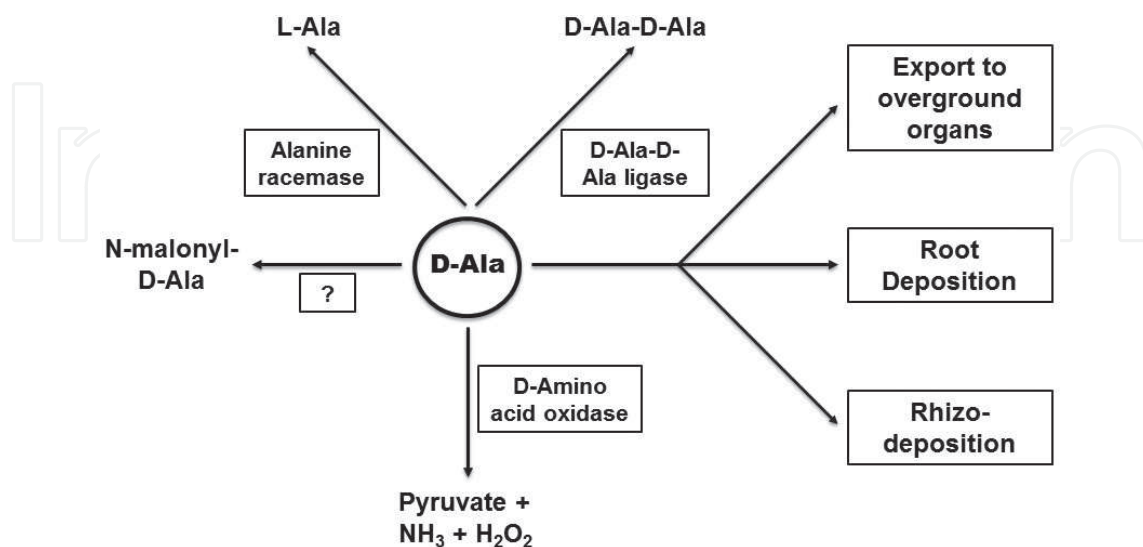 L-Ala
D-Ala-D-Ala
Export to
overground
organs
Alanine
racemase
D-Ala-D-
Ala ligase
N-malonyl-
D-Ala
?
D-Ala
Root
Deposition
D-Amino
acid oxidase
Rhizo-
deposition
Pyruvate +
NH₃ + H₂O₂